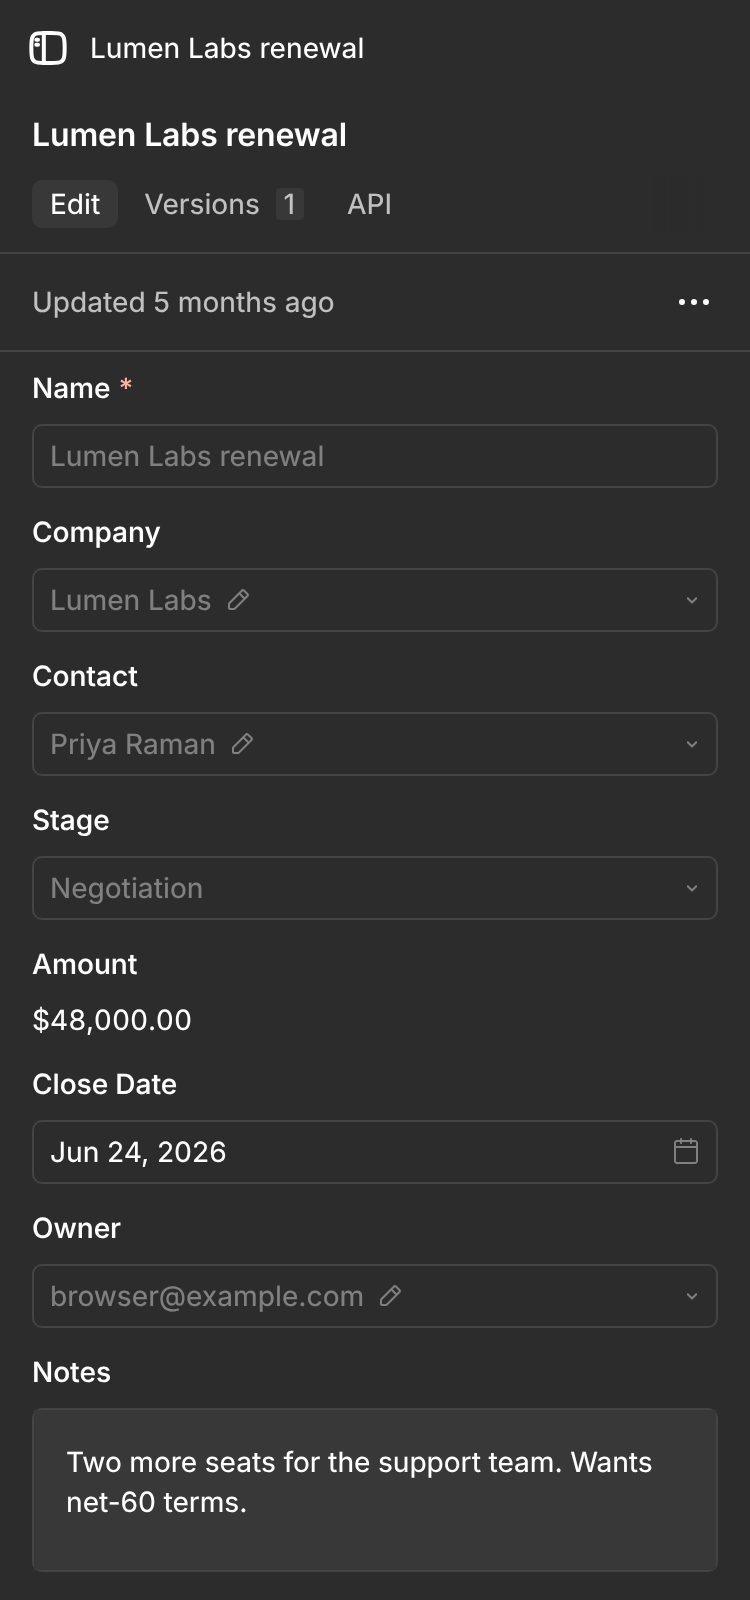 Lumen Labs renewal
Lumen Labs renewal
Edit Versions 1 API
Updated 5 months ago
Name *
Lumen Labs renewal
Company
Lumen Labs
Contact
Priya Raman
Stage
Negotiation
Amount
$48,000.00
Close Date
Jun 24, 2026
Owner
browser@example.com
Notes
Two more seats for the support team. Wants
net-60 terms.